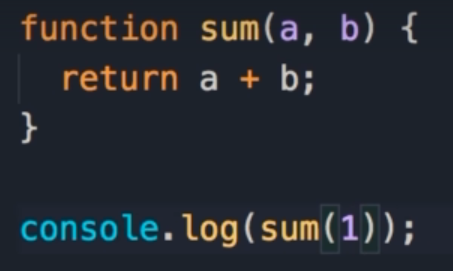 function sum(a, b) {
  return a + b;
}

console.log(sum(1));